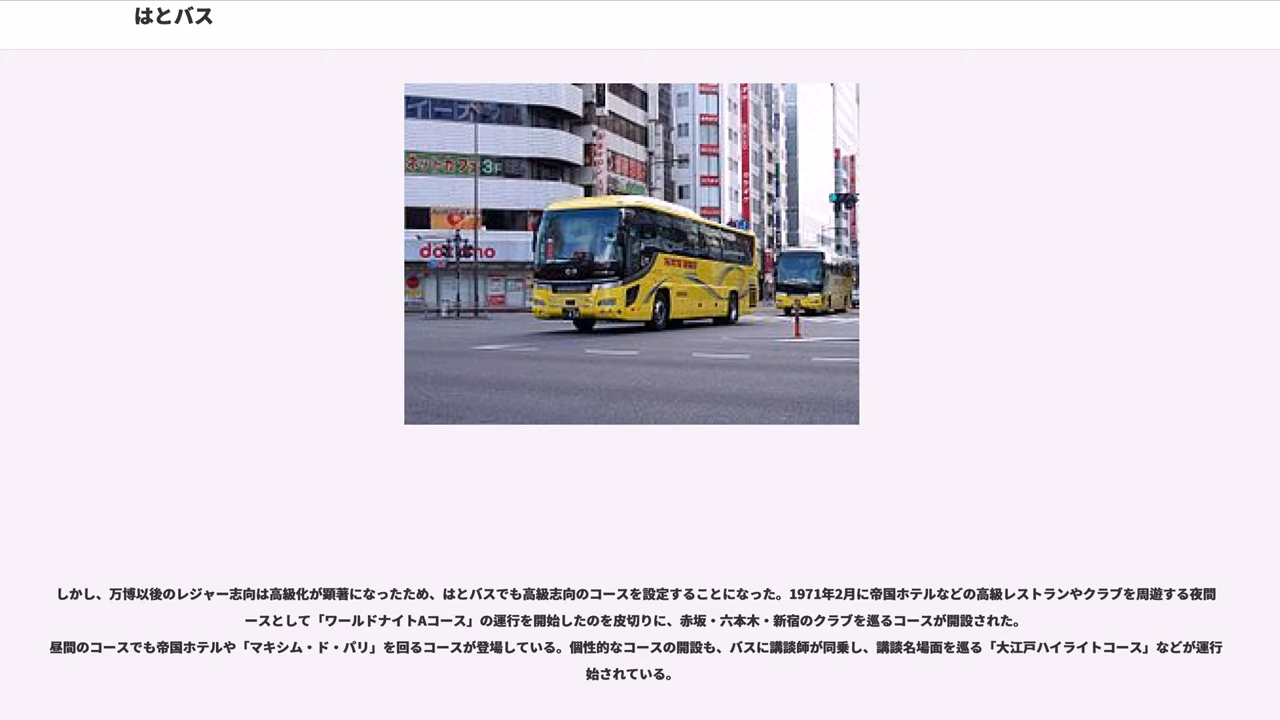 はとバス
ネットカフェ 3F
しかし、万博以後のレジャー志向は高級化が顕著になったため、はとバスでも高級志向のコースを設定することになった。1971年2月に帝国ホテルなどの高級レストランやクラブを周遊する夜間
ースとして「ワールドナイトAコース」の運行を開始したのを皮切りに、赤坂・六本木・新宿のクラブを巡るコースが開設された。
昼間のコースでも帝国ホテルや「マキシム・ド・パリ」を回るコースが登場している。個性的なコースの開設も、バスに講談師が同乗し、講談名場面を巡る「大江戸ハイライトコース」などが運行
始されている。